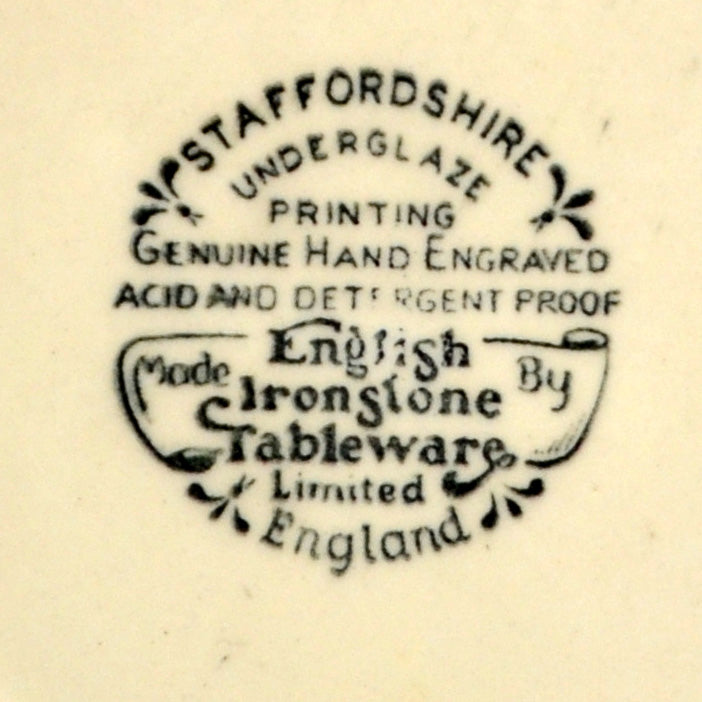 STAFFORDSHIRE
UNDERGLAZE
PRINTING
GENUINE HAND ENGRAVED
ACID AND DETERGENT PROOF
Made English By
Ironstone
Tableware
Limited
England